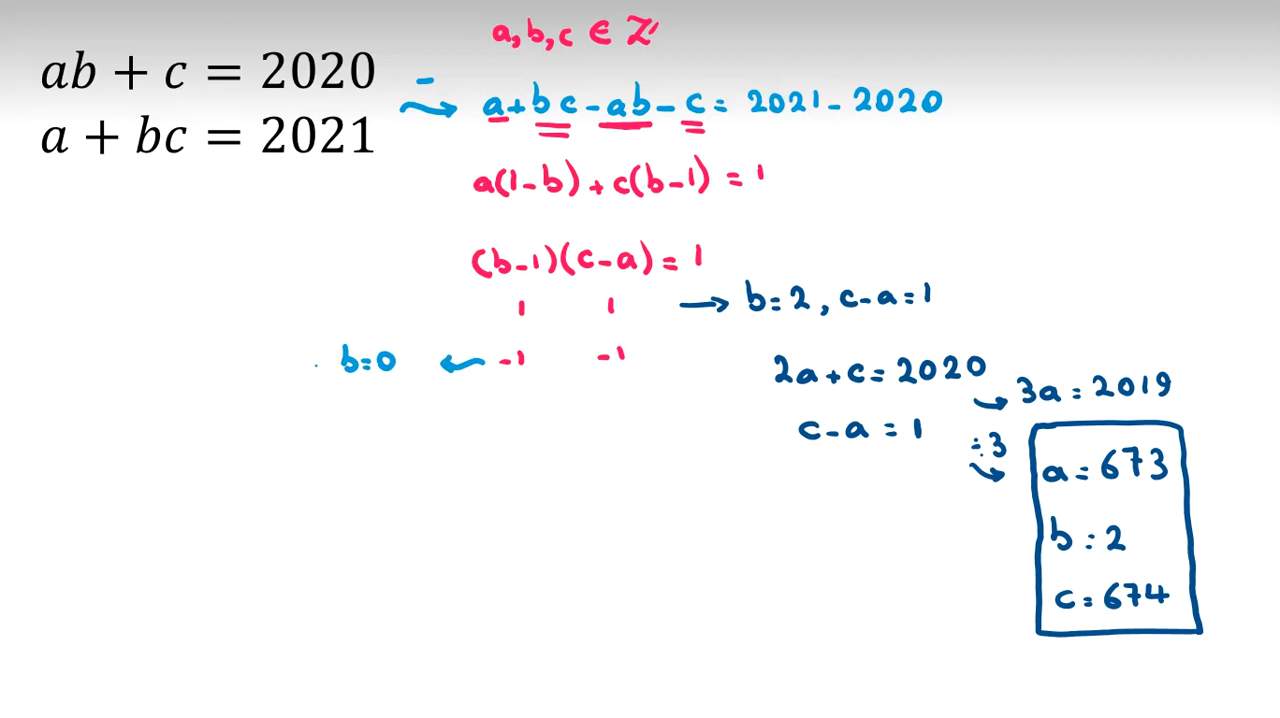 a, b, c ∈ ℤ
ab + c = 2020
a + bc = 2021
- → a + bc - ab - c = 2021 - 2020
a(1-b) + c(b-1) = 1
(b-1)(c-a) = 1
1 1 → b = 2, c-a = 1
b = 0 ← -1 -1
2a + c = 2020
c - a = 1
→ 3a = 2019
÷3 →
a = 673
b = 2
c = 674